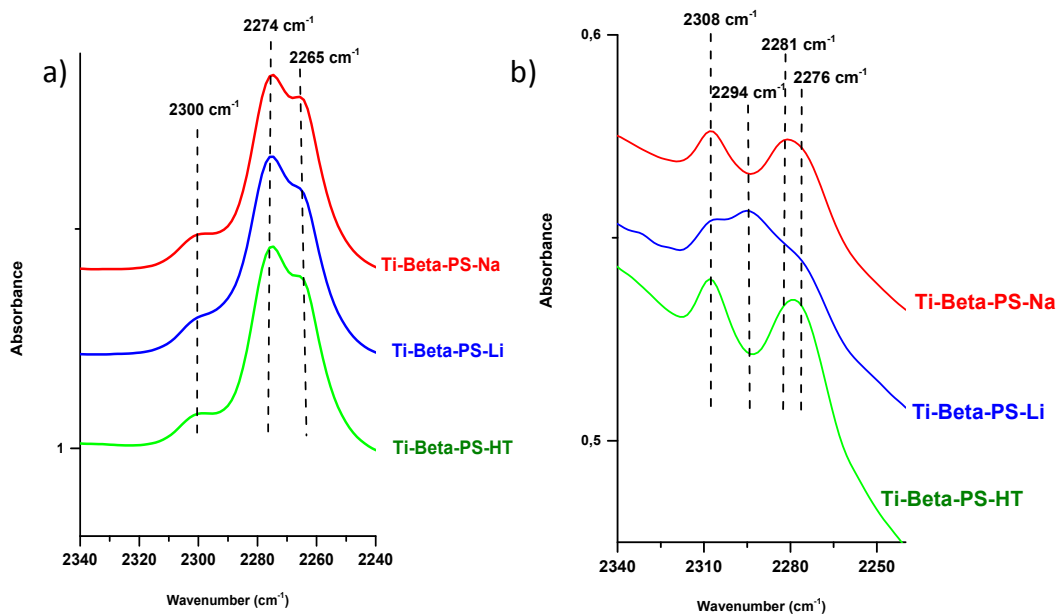 a)
2274 cm⁻¹
2265 cm⁻¹
2300 cm⁻¹
Absorbance
1
Ti-Beta-PS-Na
Ti-Beta-PS-Li
Ti-Beta-PS-HT
2340 2320 2300 2280 2260 2240
Wavenumber (cm⁻¹)
b)
2308 cm⁻¹
2281 cm⁻¹
2294 cm⁻¹
2276 cm⁻¹
Absorbance
0,6
0,5
Ti-Beta-PS-Na
Ti-Beta-PS-Li
Ti-Beta-PS-HT
2340 2310 2280 2250
Wavenumber (cm⁻¹)